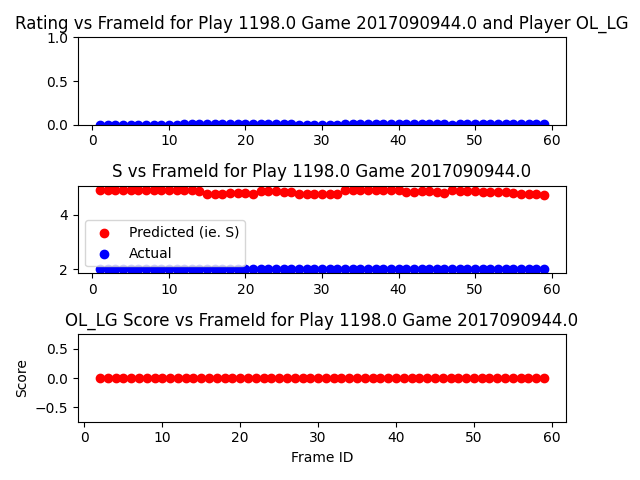 Rating vs FrameId for Play 1198.0 Game 2017090944.0 and Player OL_LG
1.0
0.5
0.0
0 10 20 30 40 50 60
S vs FrameId for Play 1198.0 Game 2017090944.0
4
2
Predicted (ie. S)
Actual
0 10 20 30 40 50 60
OL_LG Score vs FrameId for Play 1198.0 Game 2017090944.0
Score
0.5
0.0
−0.5
0 10 20 30 40 50 60
Frame ID